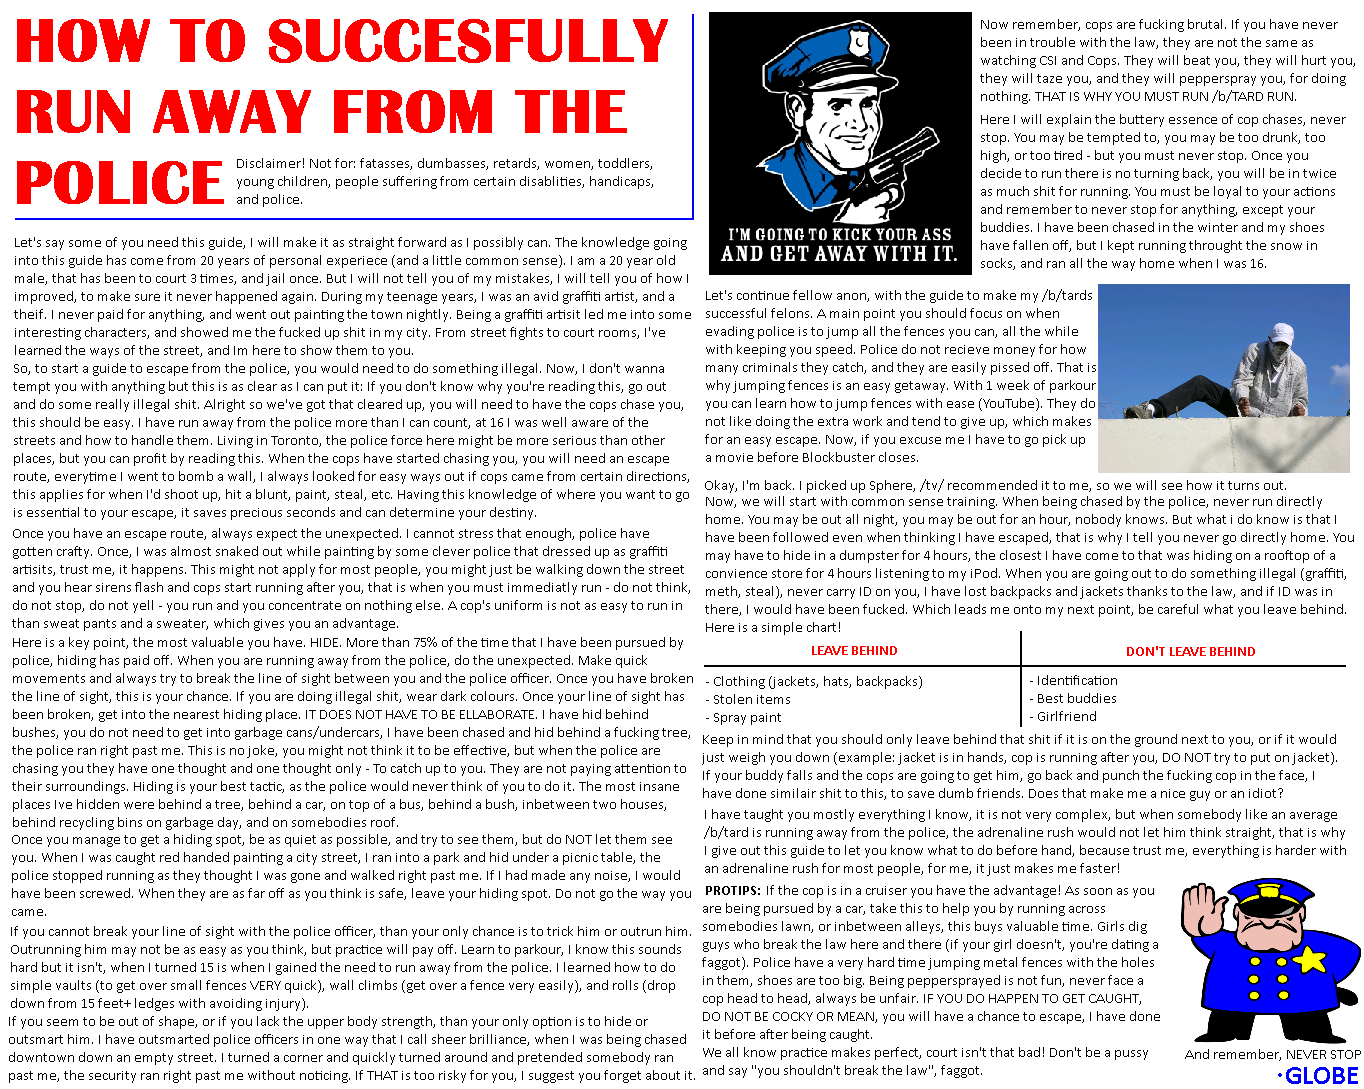 HOW TO SUCCESFULLY
RUN AWAY FROM THE
POLICE
Disclaimer! Not for: fatasses, dumbasses, retards, women, toddlers,
young children, people suffering from certain disablities, handicaps,
and police.
Let's say some of you need this guide, I will make it as straight forward as I possibly can. The knowledge going
into this guide has come from 20 years of personal experiece (and a little common sense). I am a 20 year old
male, that has been to court 3 times, and jail once. But I will not tell you of my mistakes, I will tell you of how I
improved, to make sure it never happened again. During my teenage years, I was an avid graffiti artist, and a
theif. I never paid for anything, and went out painting the town nightly. Being a graffiti artisit led me into some
interesting characters, and showed me the fucked up shit in my city. From street fights to court rooms, I've
learned the ways of the street, and Im here to show them to you.
So, to start a guide to escape from the police, you would need to do something illegal. Now, I don't wanna
tempt you with anything but this is as clear as I can put it: If you don't know why you're reading this, go out
and do some really illegal shit. Alright so we've got that cleared up, you will need to have the cops chase you,
this should be easy. I have run away from the police more than I can count, at 16 I was well aware of the
streets and how to handle them. Living in Toronto, the police force here might be more serious than other
places, but you can profit by reading this. When the cops have started chasing you, you will need an escape
route, everytime I went to bomb a wall, I always looked for easy ways out if cops came from certain directions,
this applies for when I'd shoot up, hit a blunt, paint, steal, etc. Having this knowledge of where you want to go
is essential to your escape, it saves precious seconds and can determine your destiny.
Once you have an escape route, always expect the unexpected. I cannot stress that enough, police have
gotten crafty. Once, I was almost snaked out while painting by some clever police that dressed up as graffiti
artisits, trust me, it happens. This might not apply for most people, you might just be walking down the street
and you hear sirens flash and cops start running after you, that is when you must immediatly run - do not think,
do not stop, do not yell - you run and you concentrate on nothing else. A cop's uniform is not as easy to run in
than sweat pants and a sweater, which gives you an advantage.
Here is a key point, the most valuable you have. HIDE. More than 75% of the time that I have been pursued by
police, hiding has paid off. When you are running away from the police, do the unexpected. Make quick
movements and always try to break the line of sight between you and the police officer. Once you have broken
the line of sight, this is your chance. If you are doing illegal shit, wear dark colours. Once your line of sight has
been broken, get into the nearest hiding place. IT DOES NOT HAVE TO BE ELLABORATE. I have hid behind
bushes, you do not need to get into garbage cans/undercars, I have been chased and hid behind a fucking tree,
the police ran right past me. This is no joke, you might not think it to be effective, but when the police are
chasing you they have one thought and one thought only - To catch up to you. They are not paying attention to
their surroundings. Hiding is your best tactic, as the police would never think of you to do it. The most insane
places Ive hidden were behind a tree, behind a car, on top of a bus, behind a bush, inbetween two houses,
behind recycling bins on garbage day, and on somebodies roof.
Once you manage to get a hiding spot, be as quiet as possible, and try to see them, but do NOT let them see
you. When I was caught red handed painting a city street, I ran into a park and hid under a picnic table, the
police stopped running as they thought I was gone and walked right past me. If I had made any noise, I would
have been screwed. When they are as far off as you think is safe, leave your hiding spot. Do not go the way you
came.
If you cannot break your line of sight with the police officer, than your only chance is to trick him or outrun him.
Outrunning him may not be as easy as you think, but practice will pay off. Learn to parkour, I know this sounds
hard but it isn't, when I turned 15 is when I gained the need to run away from the police. I learned how to do
simple vaults (to get over small fences VERY quick), wall climbs (get over a fence very easily), and rolls (drop
down from 15 feet+ ledges with avoiding injury).
If you seem to be out of shape, or if you lack the upper body strength, than your only option is to hide or
outsmart him. I have outsmarted police officers in one way that I call sheer brilliance, when I was being chased
downtown down an empty street. I turned a corner and quickly turned around and pretended somebody ran
past me, the security ran right past me without noticing. If THAT is too risky for you, I suggest you forget about it.
I'M GOING TO KICK YOUR ASS
AND GET AWAY WITH IT.
Now remember, cops are fucking brutal. If you have never
been in trouble with the law, they are not the same as
watching CSI and Cops. They will beat you, they will hurt you,
they will taze you, and they will pepperspray you, for doing
nothing. THAT IS WHY YOU MUST RUN /b/TARD RUN.
Here I will explain the buttery essence of cop chases, never
stop. You may be tempted to, you may be too drunk, too
high, or too tired - but you must never stop. Once you
decide to run there is no turning back, you will be in twice
as much shit for running. You must be loyal to your actions
and remember to never stop for anything, except your
buddies. I have been chased in the winter and my shoes
have fallen off, but I kept running throught the snow in
socks, and ran all the way home when I was 16.
Let's continue fellow anon, with the guide to make my /b/tards
successful felons. A main point you should focus on when
evading police is to jump all the fences you can, all the while
with keeping you speed. Police do not recieve money for how
many criminals they catch, and they are easily pissed off. That is
why jumping fences is an easy getaway. With 1 week of parkour
you can learn how to jump fences with ease (YouTube). They do
not like doing the extra work and tend to give up, which makes
for an easy escape. Now, if you excuse me I have to go pick up
a movie before Blockbuster closes.
Okay, I'm back. I picked up Sphere, /tv/ recommended it to me, so we will see how it turns out.
Now, we will start with common sense training. When being chased by the police, never run directly
home. You may be out all night, you may be out for an hour, nobody knows. But what i do know is that I
have been followed even when thinking I have escaped, that is why I tell you never go directly home. You
may have to hide in a dumpster for 4 hours, the closest I have come to that was hiding on a rooftop of a
convience store for 4 hours listening to my iPod. When you are going out to do something illegal (graffiti,
meth, steal), never carry ID on you, I have lost backpacks and jackets thanks to the law, and if ID was in
there, I would have been fucked. Which leads me onto my next point, be careful what you leave behind.
Here is a simple chart!
LEAVE BEHIND
- Clothing (jackets, hats, backpacks)
- Stolen items
- Spray paint
DON'T LEAVE BEHIND
- Identification
- Best buddies
- Girlfriend
Keep in mind that you should only leave behind that shit if it is on the ground next to you, or if it would
just weigh you down (example: jacket is in hands, cop is running after you, DO NOT try to put on jacket).
If your buddy falls and the cops are going to get him, go back and punch the fucking cop in the face, I
have done similair shit to this, to save dumb friends. Does that make me a nice guy or an idiot?
I have taught you mostly everything I know, it is not very complex, but when somebody like an average
/b/tard is running away from the police, the adrenaline rush would not let him think straight, that is why
I give out this guide to let you know what to do before hand, because trust me, everything is harder with
an adrenaline rush for most people, for me, it just makes me faster!
PROTIPS: If the cop is in a cruiser you have the advantage! As soon as you
are being pursued by a car, take this to help you by running across
somebodies lawn, or inbetween alleys, this buys valuable time. Girls dig
guys who break the law here and there (if your girl doesn't, you're dating a
faggot). Police have a very hard time jumping metal fences with the holes
in them, shoes are too big. Being peppersprayed is not fun, never face a
cop head to head, always be unfair. IF YOU DO HAPPEN TO GET CAUGHT,
DO NOT BE COCKY OR MEAN, you will have a chance to escape, I have done
it before after being caught.
We all know practice makes perfect, court isn't that bad! Don't be a pussy
and say "you shouldn't break the law", faggot.
And remember, NEVER STOP
·GLOBE